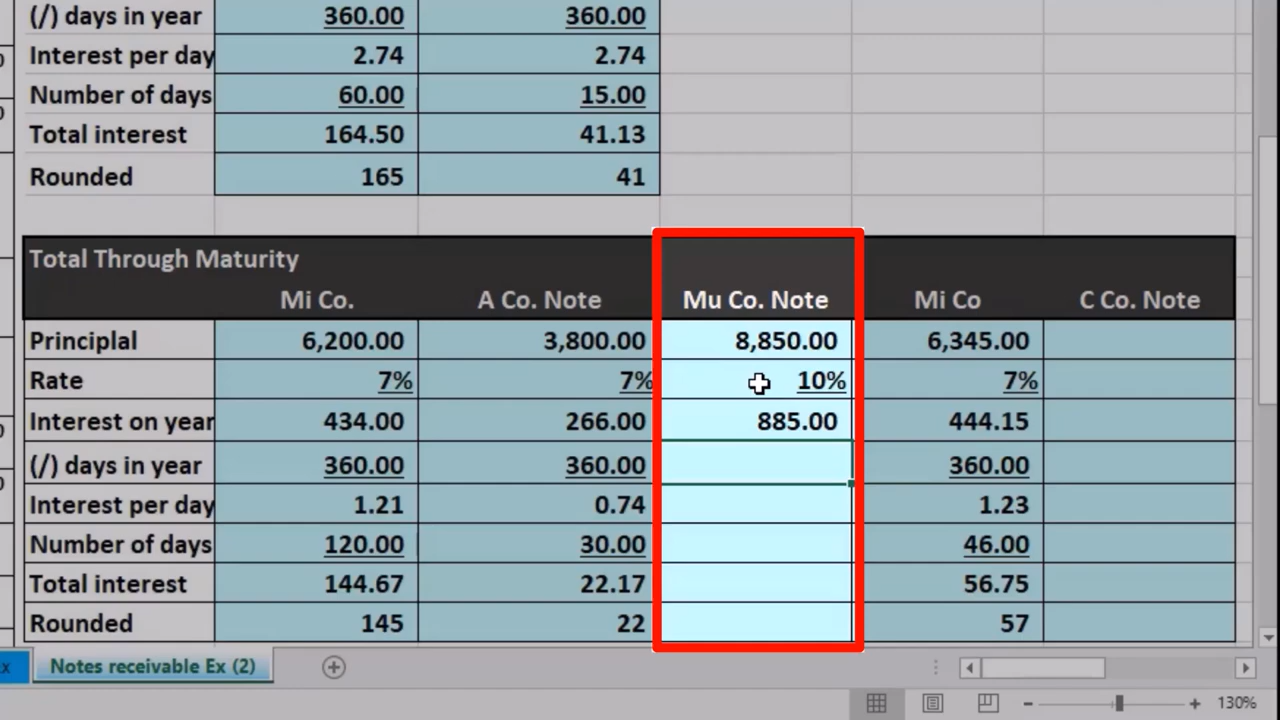 (/) days in year 360.00 360.00
Interest per day 2.74 2.74
Number of days 60.00 15.00
Total interest 164.50 41.13
Rounded 165 41
Total Through Maturity
Mi Co. A Co. Note Mu Co. Note Mi Co C Co. Note
Principlal 6,200.00 3,800.00 8,850.00 6,345.00
Rate 7% 7% 10% 7%
Interest on year 434.00 266.00 885.00 444.15
(/) days in year 360.00 360.00 360.00
Interest per day 1.21 0.74 1.23
Number of days 120.00 30.00 46.00
Total interest 144.67 22.17 56.75
Rounded 145 22 57
Notes receivable Ex (2)
130%